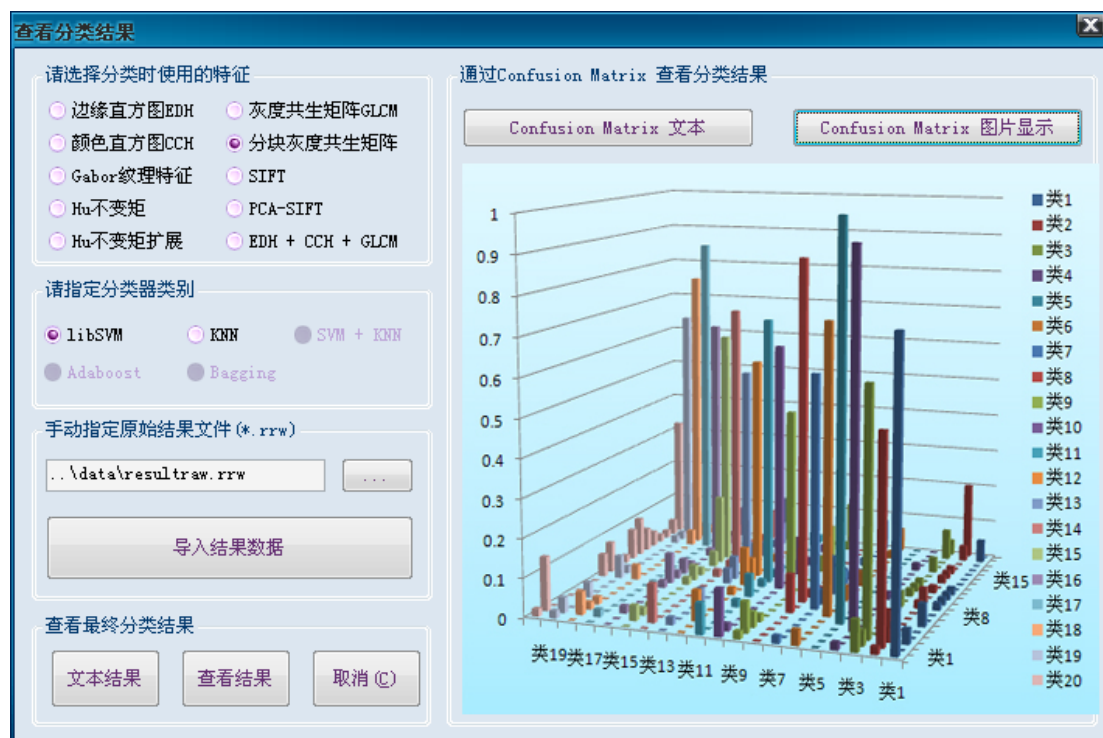 查看分类结果
请选择分类时使用的特征
边缘直方图EDH
灰度共生矩阵GLCM
颜色直方图CCH
分块灰度共生矩阵
Gabor纹理特征
SIFT
Hu不变矩
PCA-SIFT
Hu不变矩扩展
EDH + CCH + GLCM
请指定分类器类别
libSVM
KNN
SVM + KNN
Adaboost
Bagging
手动指定原始结果文件(*.rrw)
..\data\resultraw.rrw
...
导入结果数据
查看最终分类结果
文本结果
查看结果
取消(C)
通过Confusion Matrix 查看分类结果
Confusion Matrix 文本
Confusion Matrix 图片显示
1
0.9
0.8
0.7
0.6
0.5
0.4
0.3
0.2
0.1
0
类19
类17
类15
类13
类11
类9
类7
类5
类3
类1
类1
类8
类15
类1
类2
类3
类4
类5
类6
类7
类8
类9
类10
类11
类12
类13
类14
类15
类16
类17
类18
类19
类20